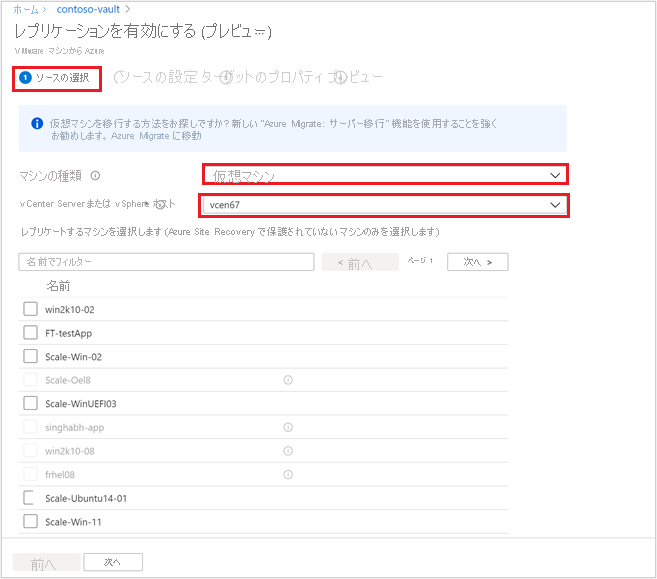 ホーム > contoso-vault >
レプリケーションを有効にする (プレビュー)
VMware マシンから Azure
1 ソースの選択 ソースの設定 ターゲットのプロパティ プレビュー
仮想マシンを移行する方法をお探しですか? 新しい "Azure Migrate: サーバー移行" 機能を使用することを強く
お勧めします。Azure Migrate に移動
マシンの種類 仮想マシン
vCenter Server または vSphere ホスト vcen67
レプリケートするマシンを選択します (Azure Site Recovery で保護されていないマシンのみを選択します)
名前でフィルター < 前へ ページ 1 次へ >
名前
win2k10-02
FT-testApp
Scale-Win-02
Scale-Oel8
Scale-WinUEFI03
singhabh-app
win2k10-08
frhel08
Scale-Ubuntu14-01
Scale-Win-11
前へ 次へ